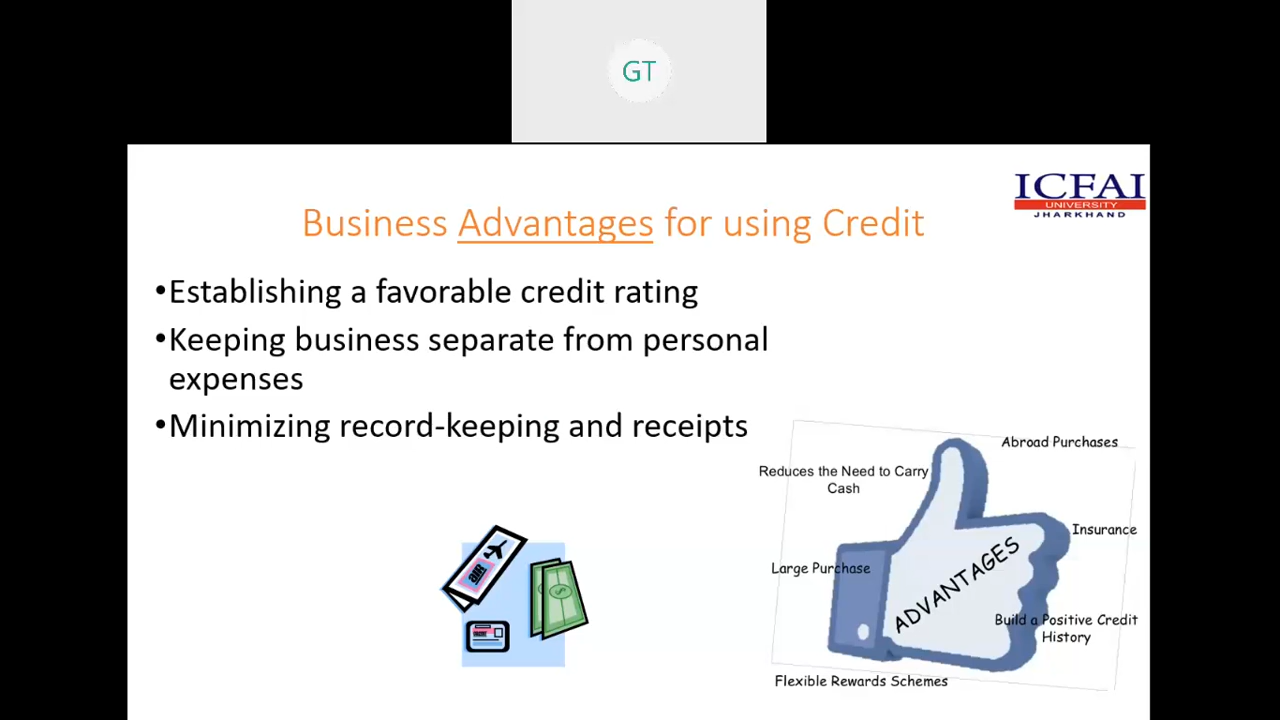 GT
ICFAI
UNIVERSITY
JHARKHAND
Business Advantages for using Credit
•Establishing a favorable credit rating
•Keeping business separate from personal
expenses
•Minimizing record-keeping and receipts
Abroad Purchases
Reduces the Need to Carry
Cash
Insurance
Large Purchase
ADVANTAGES
Build a Positive Credit
History
Flexible Rewards Schemes
AIR